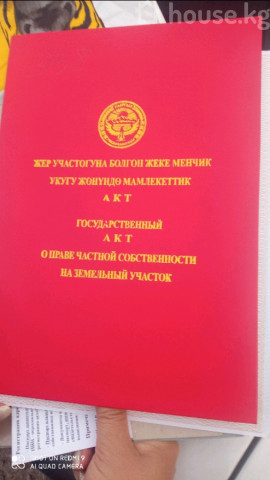 house.kg
ЖЕР УЧАСТОГУНА БОЛГОН ЖЕКЕ МЕНЧИК
УКУГУ ЖӨНҮНДӨ МАМЛЕКЕТТИК
АКТ
ГОСУДАРСТВЕННЫЙ
АКТ
О ПРАВЕ ЧАСТНОЙ СОБСТВЕННОСТИ
НА ЗЕМЕЛЬНЫЙ УЧАСТОК
SHOT ON REDMI 9
AI QUAD CAMERA